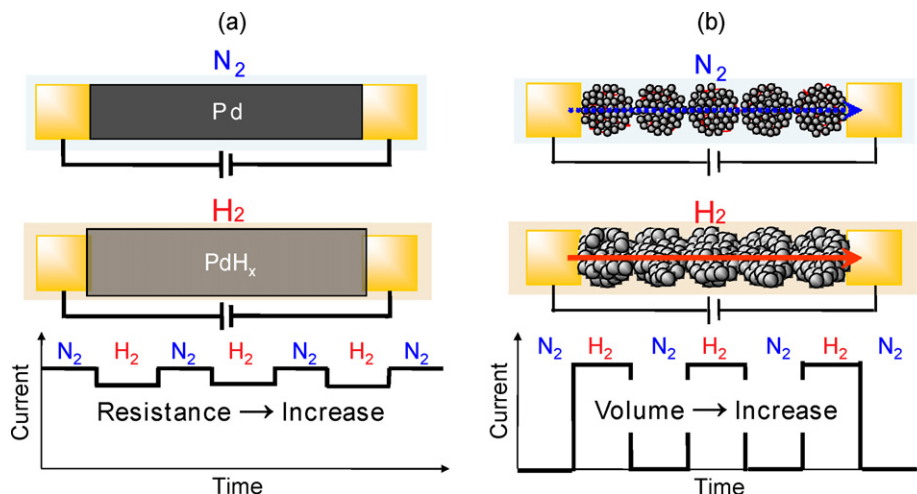 (a)
N2
Pd
H2
PdHx
N2 H2 N2 H2 N2 H2 N2
Current
Resistance → Increase
Time
(b)
N2
H2
N2 H2 N2 H2 N2 H2 N2
Current
Volume → Increase
Time